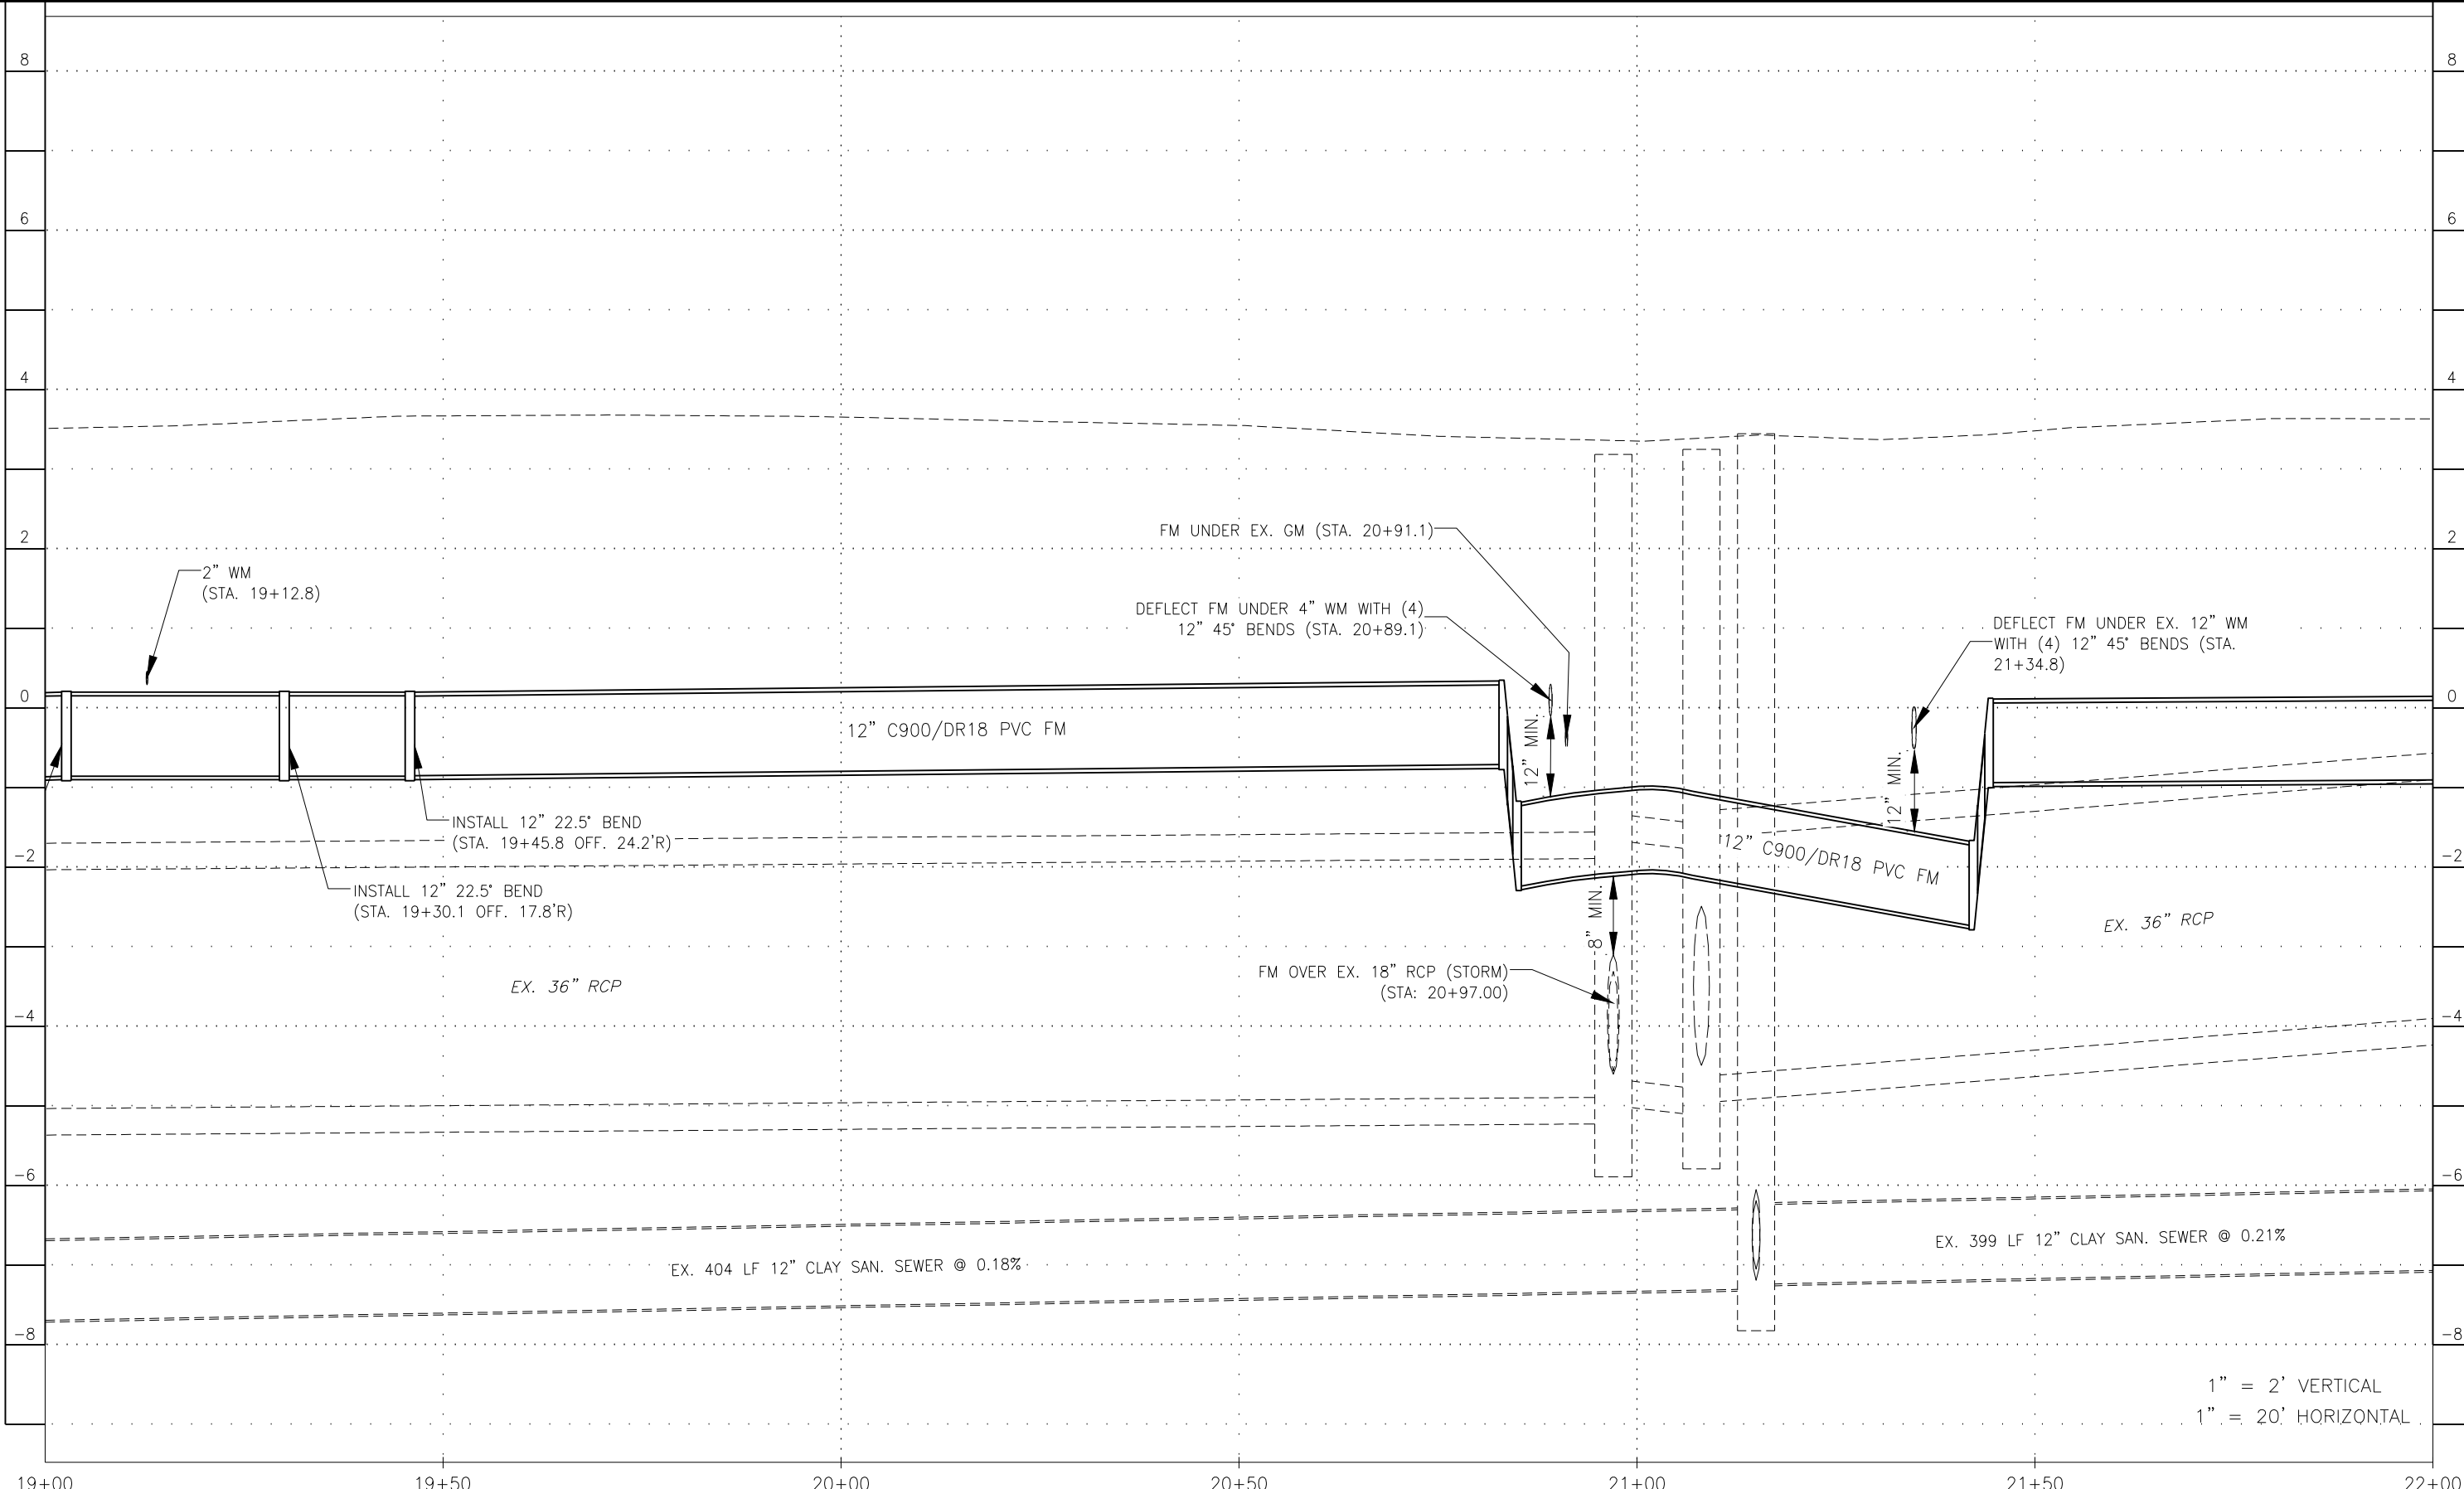 8
8
6
6
4
4
2
2
0
0
-2
-2
-4
-4
-6
-6
-8
-8
FM UNDER EX. GM (STA. 20+91.1)
2" WM
(STA. 19+12.8)
DEFLECT FM UNDER 4" WM WITH (4)
12" 45° BENDS (STA. 20+89.1)
DEFLECT FM UNDER EX. 12" WM
WITH (4) 12" 45° BENDS (STA.
21+34.8)
12" C900/DR18 PVC FM
12" MIN.
12" MIN.
INSTALL 12" 22.5° BEND
(STA. 19+45.8 OFF. 24.2'R)
12" C900/DR18 PVC FM
INSTALL 12" 22.5° BEND
(STA. 19+30.1 OFF. 17.8'R)
8" MIN.
EX. 36" RCP
FM OVER EX. 18" RCP (STORM)
(STA: 20+97.00)
EX. 36" RCP
EX. 399 LF 12" CLAY SAN. SEWER @ 0.21%
EX. 404 LF 12" CLAY SAN. SEWER @ 0.18%
1" = 2' VERTICAL
1" = 20' HORIZONTAL
19+00
19+50
20+00
20+50
21+00
21+50
22+00